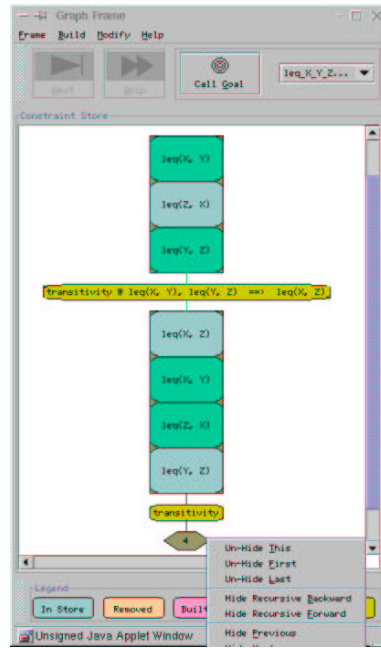 Graph Frame
Frame Build Modify Help
Next
Skip
Call Goal
leq_X_Y_Z...
Constraint Store
leq(X, Y)
leq(Z, X)
leq(Y, Z)
transitivity @ leq(X, Y), leq(Y, Z) ==> leq(X, Z)
leq(X, Z)
leq(X, Y)
leq(Z, X)
leq(Y, Z)
transitivity
4
Un-Hide This
Un-Hide First
Un-Hide Last
Hide Recursive Backward
Hide Recursive Forward
Hide Previous
Legend
In Store
Removed
Built
Unsigned Java Applet Window